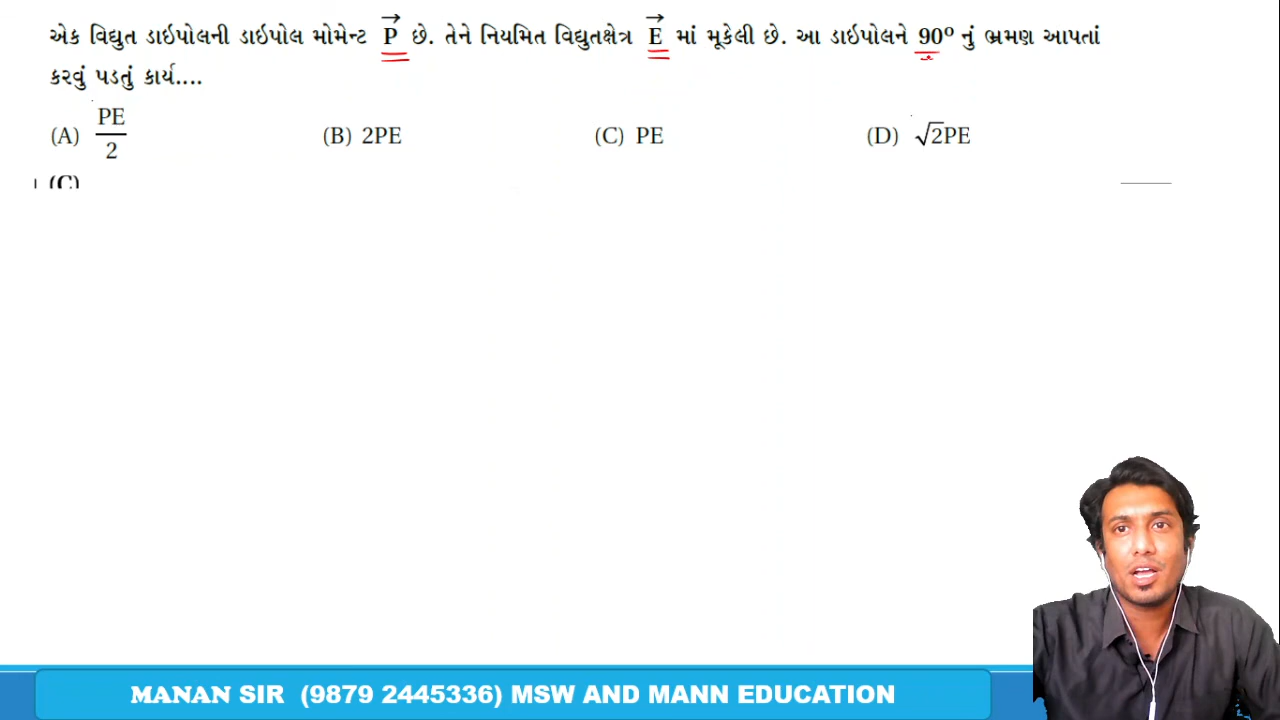 એક વિદ્યુત ડાઇપોલની ડાઇપોલ મોમેન્ટ P⃗ છે. તેને નિયમિત વિદ્યુતક્ષેત્ર E⃗ માં મૂકેલી છે. આ ડાઇપોલને 90⁰ નું ભ્રમણ આપતાં
કરવું પડતું કાર્ય....
(A) PE/2 (B) 2PE (C) PE (D) √2PE
(C)
MANAN SIR (9879 2445336) MSW AND MANN EDUCATION